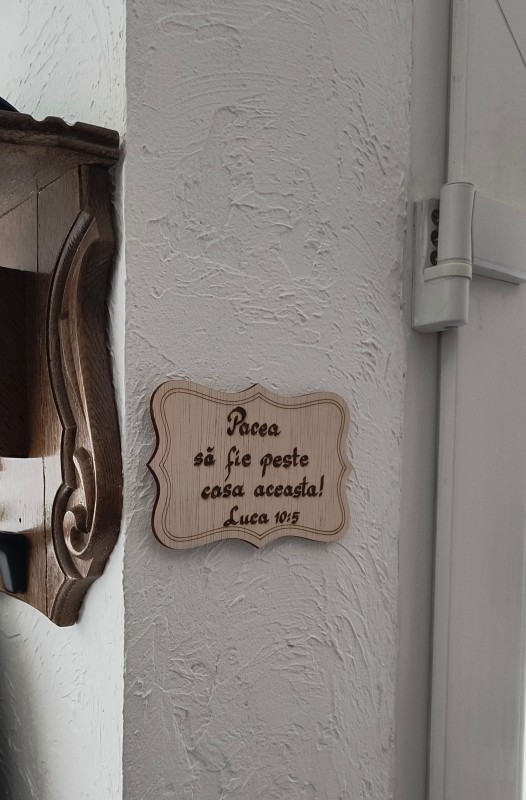 Pacea
să fie peste
casa aceasta!
Luca 10:5